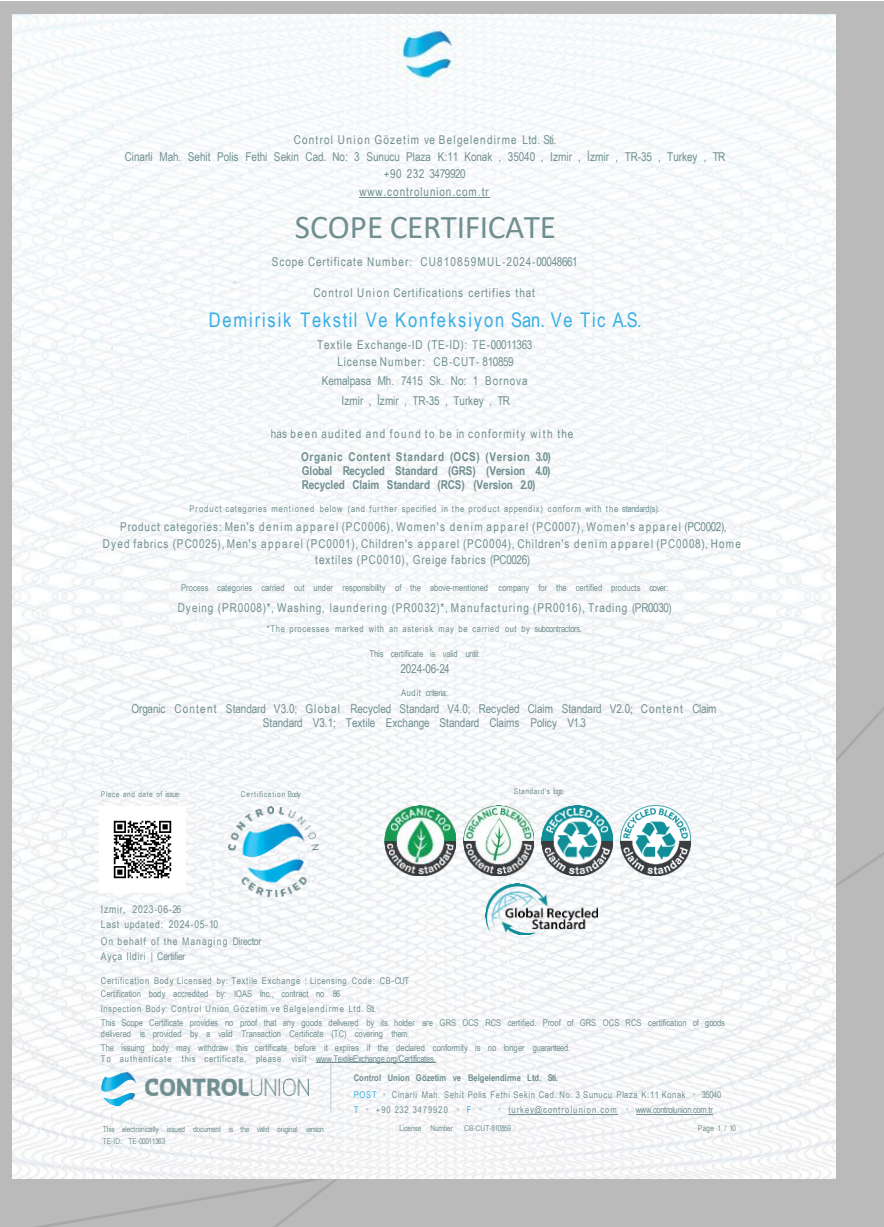 Control Union Gözetim ve Belgelendirme Ltd. Sti.
Cinarli Mah. Sehit Polis Fethi Sekin Cad. No: 3 Sunucu Plaza K:11 Konak , 35040 , Izmir , İzmir , TR-35 , Turkey , TR
+90 232 3479920
www.controlunion.com.tr
SCOPE CERTIFICATE
Scope Certificate Number: CU810859MUL-2024-00048661
Control Union Certifications certifies that
Demirisik Tekstil Ve Konfeksiyon San. Ve Tic A.S.
Textile Exchange-ID (TE-ID): TE-00011363
License Number: CB-CUT- 810859
Kemalpasa Mh. 7415 Sk. No: 1 Bornova
Izmir , İzmir , TR-35 , Turkey , TR
has been audited and found to be in conformity with the
Organic Content Standard (OCS) (Version 3.0)
Global Recycled Standard (GRS) (Version 4.0)
Recycled Claim Standard (RCS) (Version 2.0)
Product categories mentioned below (and further specified in the product appendix) conform with the standard(s):
Product categories: Men's denim apparel (PC0006), Women's denim apparel (PC0007), Women's apparel (PC0002),
Dyed fabrics (PC0025), Men's apparel (PC0001), Children's apparel (PC0004), Children's denim apparel (PC0008), Home
textiles (PC0010), Greige fabrics (PC0026)
Process categories carried out under responsibility of the above-mentioned company for the certified products cover:
Dyeing (PR0008)*, Washing, laundering (PR0032)*, Manufacturing (PR0016), Trading (PR0030)
*The processes marked with an asterisk may be carried out by subcontractors.
This certificate is valid until:
2024-06-24
Audit criteria:
Organic Content Standard V3.0; Global Recycled Standard V4.0; Recycled Claim Standard V2.0; Content Claim
Standard V3.1; Textile Exchange Standard Claims Policy V1.3
Place and date of issue:
Certification Body
Standard's logo
CONTROL UNION
CERTIFIED
ORGANIC 100
content standard
ORGANIC BLENDED
content standard
RECYCLED 100
claim standard
RECYCLED BLENDED
claim standard
Global Recycled
Standard
Izmir, 2023-06-26
Last updated: 2024-05-10
On behalf of the Managing Director
Ayça Ildiri | Certifier
Certification Body Licensed by: Textile Exchange ; Licensing Code: CB-CUT
Certification body accredited by: IOAS Inc., contract no 86
Inspection Body: Control Union Gözetim ve Belgelendirme Ltd. Sti.
This Scope Certificate provides no proof that any goods delivered by its holder are GRS OCS RCS certified. Proof of GRS OCS RCS certification of goods
delivered is provided by a valid Transaction Certificate (TC) covering them.
The issuing body may withdraw this certificate before it expires if the declared conformity is no longer guaranteed.
To authenticate this certificate, please visit www.TextileExchange.org/Certificates.
CONTROLUNION
Control Union Gözetim ve Belgelendirme Ltd. Sti.
POST • Cinarli Mah. Sehit Polis Fethi Sekin Cad. No: 3 Sunucu Plaza K:11 Konak • 35040
T • +90 232 3479920 • F • • turkey@controlunion.com • www.controlunion.com.tr
This electronically issued document is the valid original version.
License Number CB-CUT-810859
Page 1 / 10
TE-ID: TE-00011363